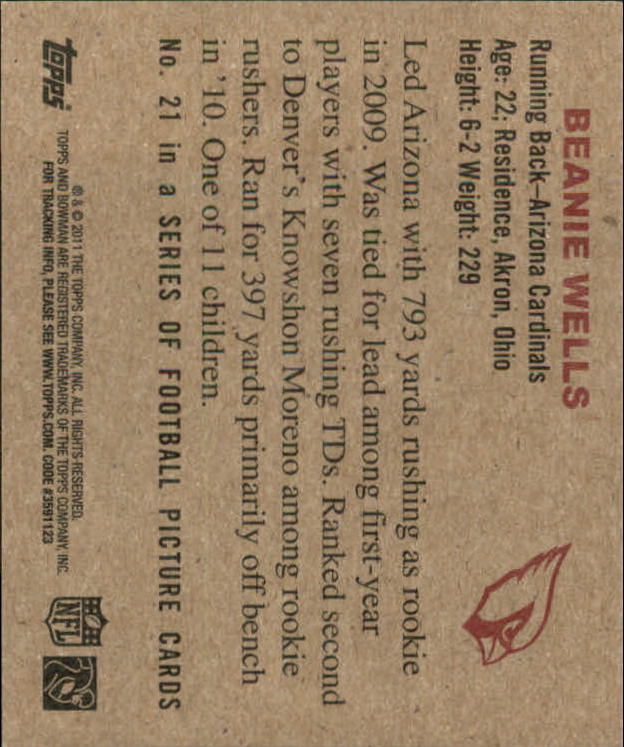 BEANIE WELLS
Running Back–Arizona Cardinals
Age: 22; Residence, Akron, Ohio
Height: 6-2 Weight: 229
Led Arizona with 793 yards rushing as rookie
in 2009. Was tied for lead among first-year
players with seven rushing TDs. Ranked second
to Denver's Knowshon Moreno among rookie
rushers. Ran for 397 yards primarily off bench
in '10. One of 11 children.
No. 21 in a SERIES OF FOOTBALL PICTURE CARDS
topps
® & © 2011 THE TOPPS COMPANY, INC. ALL RIGHTS RESERVED.
TOPPS AND BOWMAN ARE REGISTERED TRADEMARKS OF THE TOPPS COMPANY, INC.
FOR TRACKING INFO, PLEASE SEE WWW.TOPPS.COM. CODE #3591123
NFL